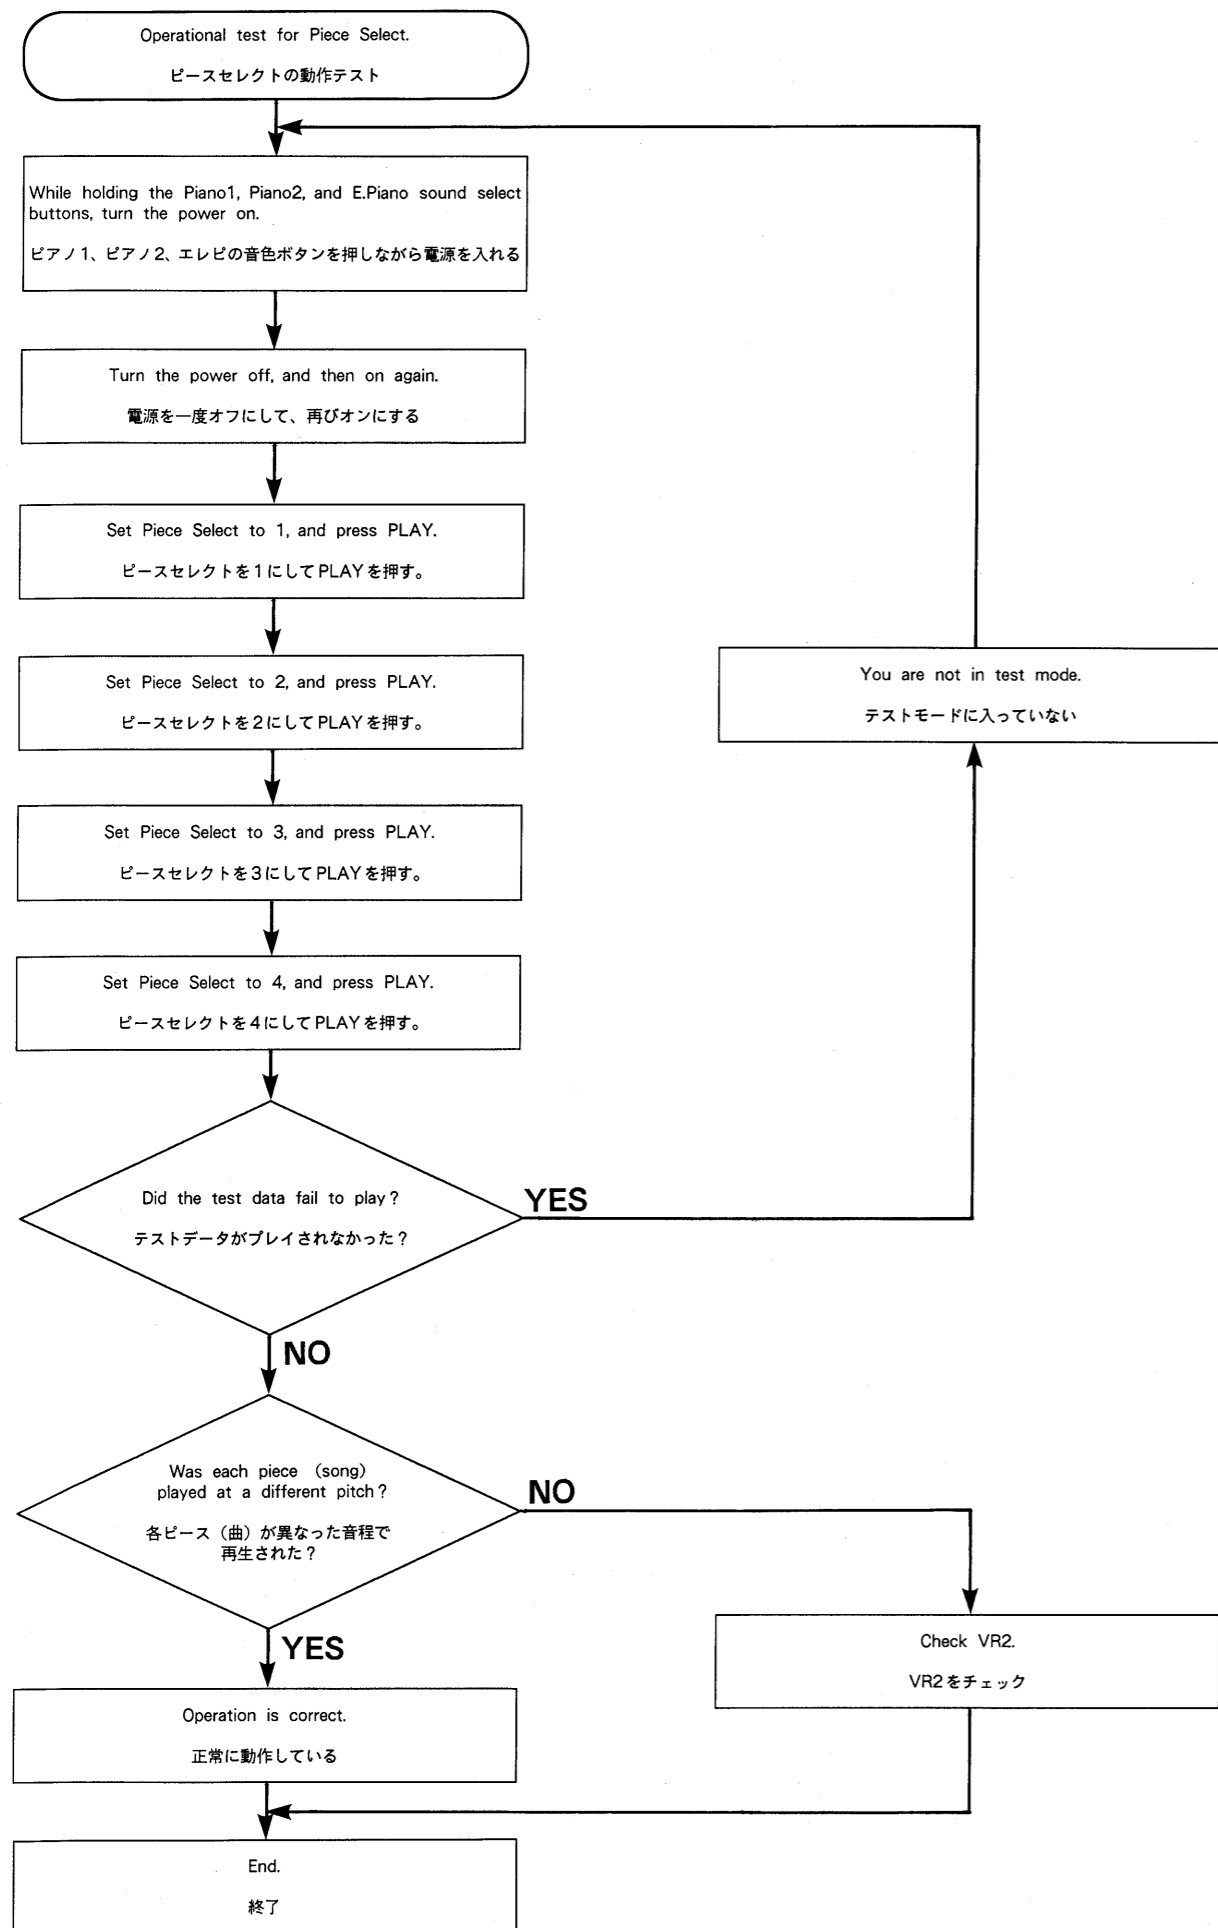 Operational test for Piece Select.
ピースセレクトの動作テスト
While holding the Piano1, Piano2, and E.Piano sound select
buttons, turn the power on.
ピアノ1、ピアノ2、エレピの音色ボタンを押しながら電源を入れる
Turn the power off, and then on again.
電源を一度オフにして、再びオンにする
Set Piece Select to 1, and press PLAY.
ピースセレクトを1にしてPLAYを押す。
Set Piece Select to 2, and press PLAY.
ピースセレクトを2にしてPLAYを押す。
You are not in test mode.
テストモードに入っていない
Set Piece Select to 3, and press PLAY.
ピースセレクトを3にしてPLAYを押す。
Set Piece Select to 4, and press PLAY.
ピースセレクトを4にしてPLAYを押す。
Did the test data fail to play?
テストデータがプレイされなかった?
YES
NO
Was each piece (song)
played at a different pitch?
各ピース(曲)が異なった音程で
再生された?
NO
YES
Check VR2.
VR2をチェック
Operation is correct.
正常に動作している
End.
終了